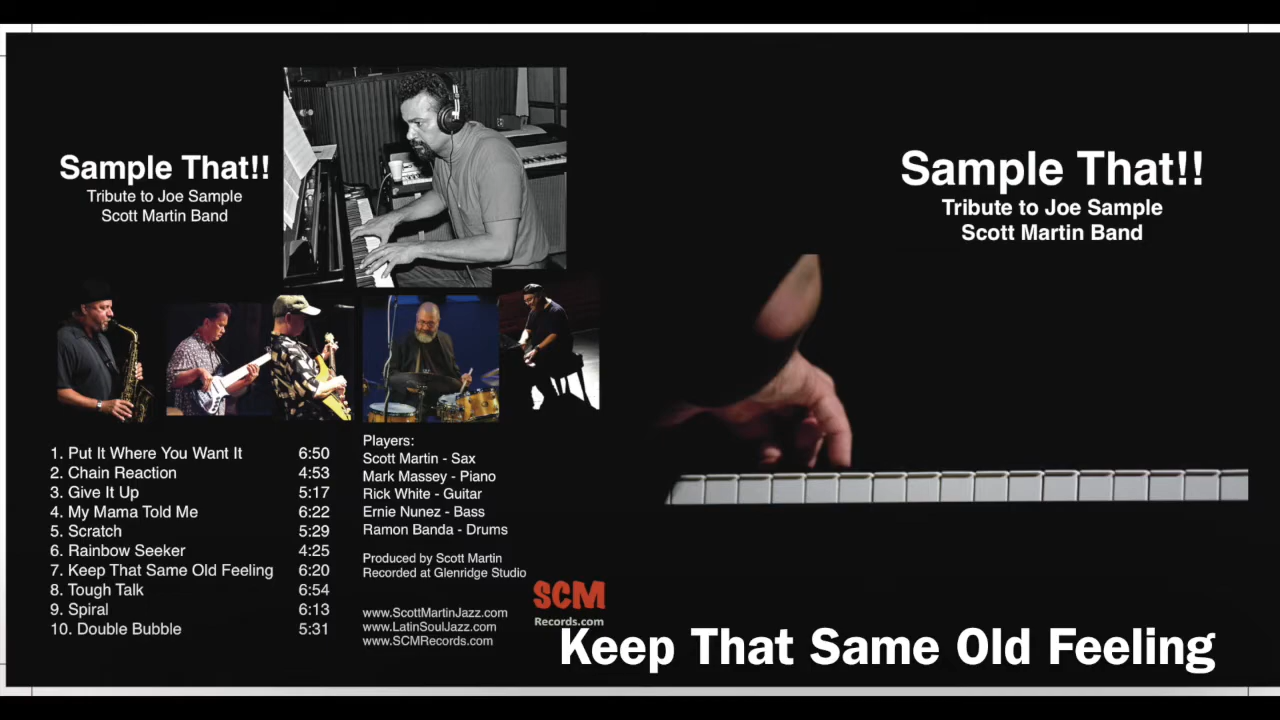 Sample That!!
Tribute to Joe Sample
Scott Martin Band
Sample That!!
Tribute to Joe Sample
Scott Martin Band
1. Put It Where You Want It 6:50
2. Chain Reaction 4:53
3. Give It Up 5:17
4. My Mama Told Me 6:22
5. Scratch 5:29
6. Rainbow Seeker 4:25
7. Keep That Same Old Feeling 6:20
8. Tough Talk 6:54
9. Spiral 6:13
10. Double Bubble 5:31
Players:
Scott Martin - Sax
Mark Massey - Piano
Rick White - Guitar
Ernie Nunez - Bass
Ramon Banda - Drums
Produced by Scott Martin
Recorded at Glenridge Studio
www.ScottMartinJazz.com
www.LatinSoulJazz.com
www.SCMRecords.com
SCM
Records.com
Keep That Same Old Feeling